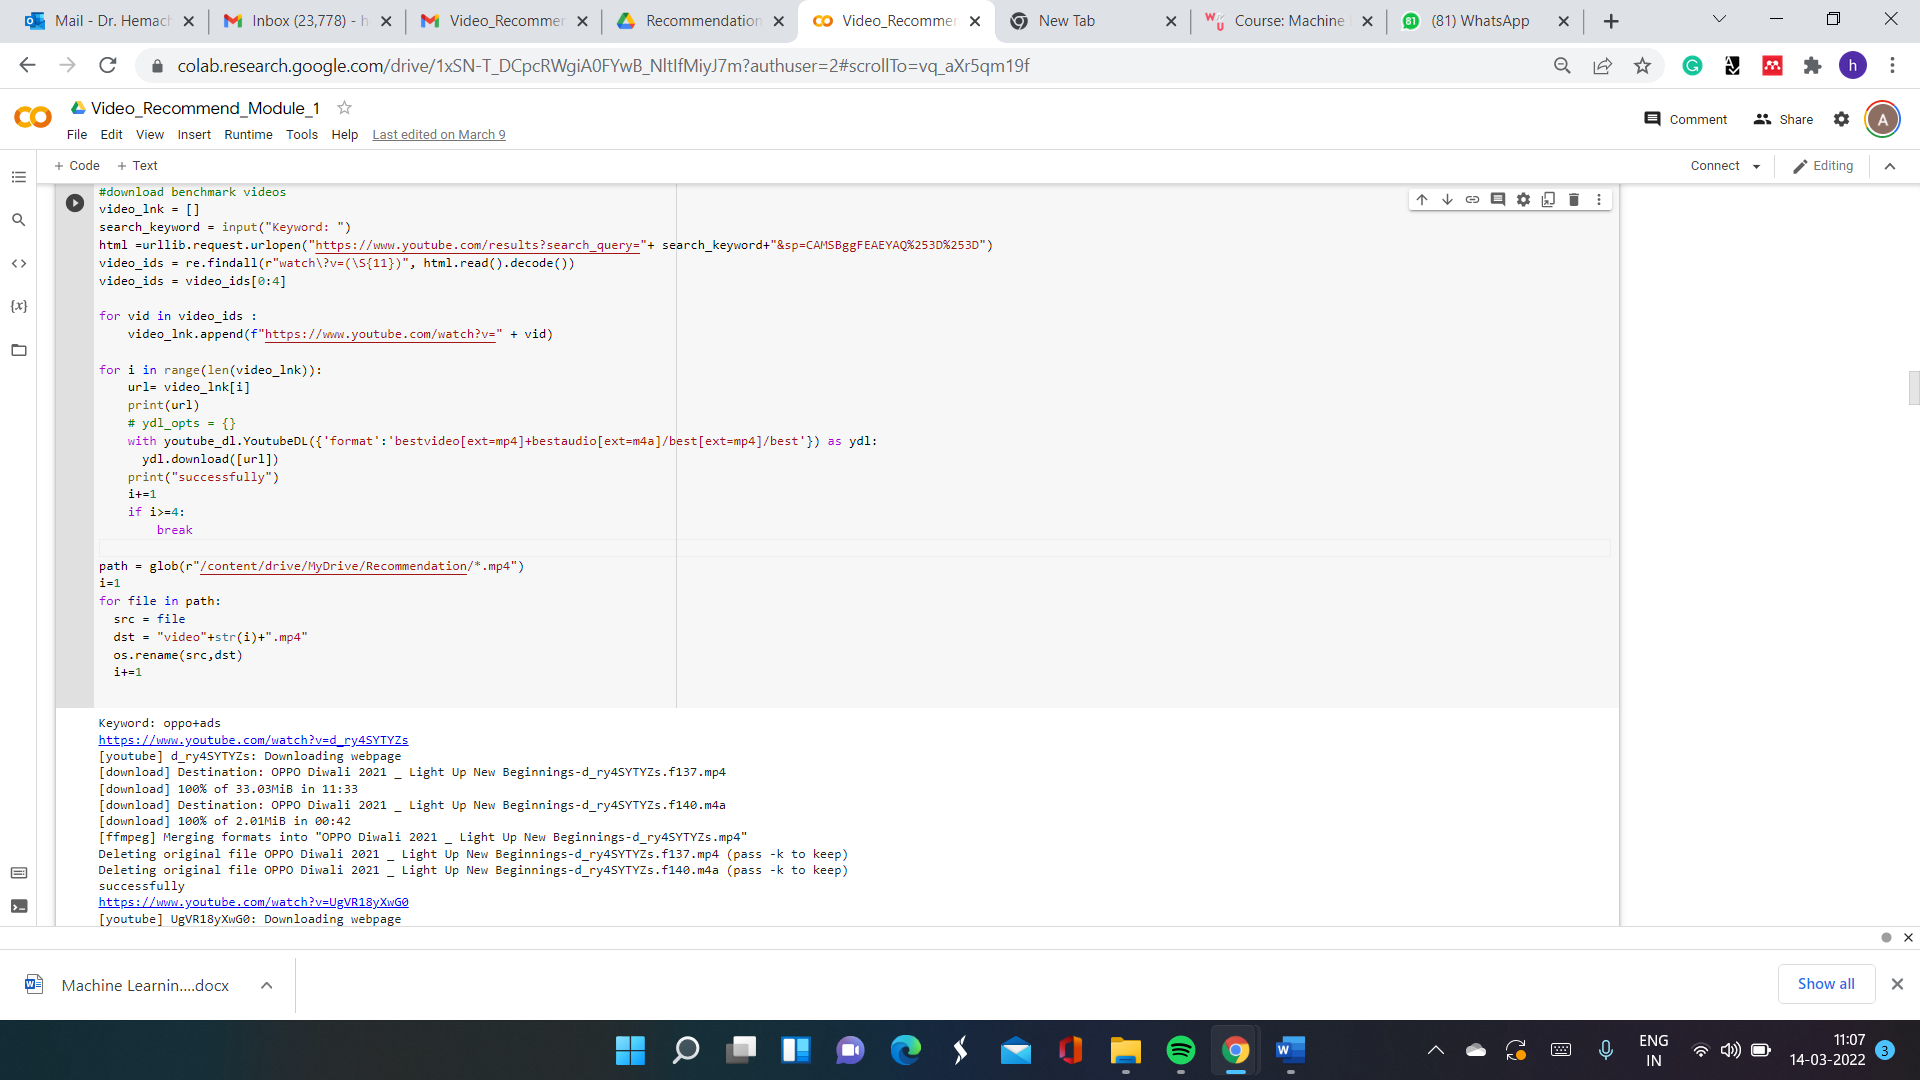 Mail - Dr. Hemach
Inbox (23,778) - h
Video_Recommen
Recommendation
Video_Recommen
New Tab
Course: Machine
(81) WhatsApp
colab.research.google.com/drive/1xSN-T_DCpcRWgiA0FYwB_NltIfMiyJ7m?authuser=2#scrollTo=vq_aXr5qm19f
h
Video_Recommend_Module_1
File Edit View Insert Runtime Tools Help Last edited on March 9
Comment
Share
A
+ Code + Text
Connect
Editing
#download benchmark videos
video_lnk = []
search_keyword = input("Keyword: ")
html =urllib.request.urlopen("https://www.youtube.com/results?search_query="+ search_keyword+"&sp=CAMSBggFEAEYAQ%253D%253D")
video_ids = re.findall(r"watch\?v=(\S{11})", html.read().decode())
video_ids = video_ids[0:4]
for vid in video_ids :
video_lnk.append(f"https://www.youtube.com/watch?v=" + vid)
for i in range(len(video_lnk)):
url= video_lnk[i]
print(url)
# ydl_opts = {}
with youtube_dl.YoutubeDL({'format':'bestvideo[ext=mp4]+bestaudio[ext=m4a]/best[ext=mp4]/best'}) as ydl:
ydl.download([url])
print("successfully")
i+=1
if i>=4:
break
path = glob(r"/content/drive/MyDrive/Recommendation/*.mp4")
i=1
for file in path:
src = file
dst = "video"+str(i)+".mp4"
os.rename(src,dst)
i+=1
Keyword: oppo+ads
https://www.youtube.com/watch?v=d_ry4SYTYZs
[youtube] d_ry4SYTYZs: Downloading webpage
[download] Destination: OPPO Diwali 2021 _ Light Up New Beginnings-d_ry4SYTYZs.f137.mp4
[download] 100% of 33.03MiB in 11:33
[download] Destination: OPPO Diwali 2021 _ Light Up New Beginnings-d_ry4SYTYZs.f140.m4a
[download] 100% of 2.01MiB in 00:42
[ffmpeg] Merging formats into "OPPO Diwali 2021 _ Light Up New Beginnings-d_ry4SYTYZs.mp4"
Deleting original file OPPO Diwali 2021 _ Light Up New Beginnings-d_ry4SYTYZs.f137.mp4 (pass -k to keep)
Deleting original file OPPO Diwali 2021 _ Light Up New Beginnings-d_ry4SYTYZs.f140.m4a (pass -k to keep)
successfully
https://www.youtube.com/watch?v=UgVR18yXwG0
[youtube] UgVR18yXwG0: Downloading webpage
Machine Learnin....docx
Show all
ENG
IN
11:07
14-03-2022
3